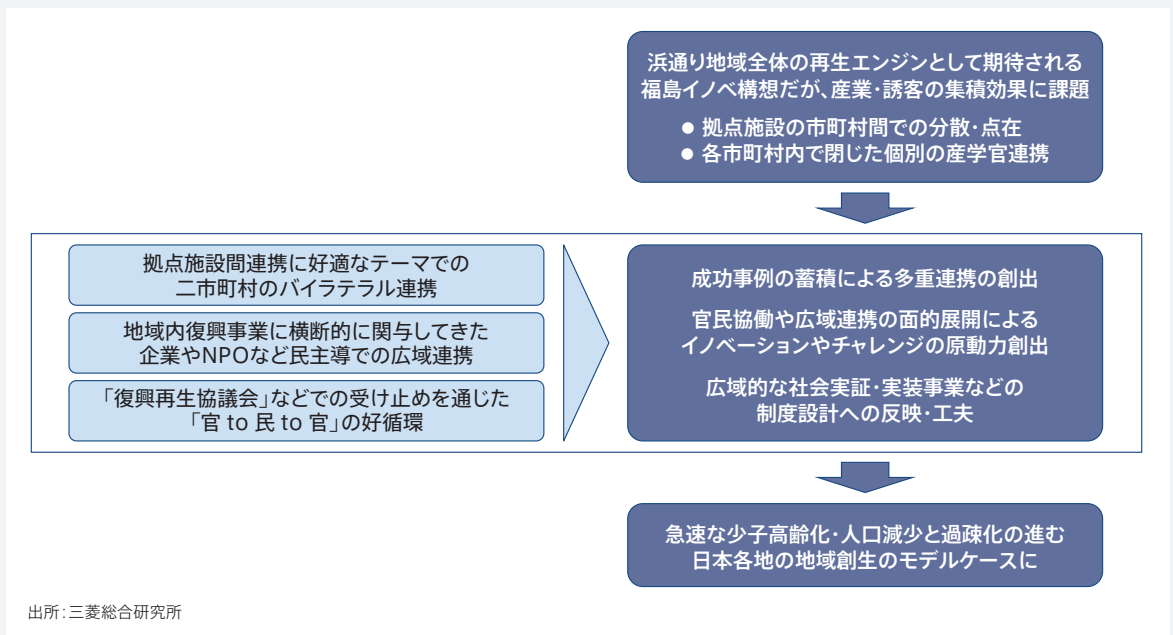 浜通り地域全体の再生エンジンとして期待される
福島イノベ構想だが、産業・誘客の集積効果に課題
● 拠点施設の市町村間での分散・点在
● 各市町村内で閉じた個別の産学官連携
拠点施設間連携に好適なテーマでの
二市町村のバイラテラル連携
地域内復興事業に横断的に関与してきた
企業やNPOなど民主導での広域連携
「復興再生協議会」などでの受け止めを通じた
「官 to 民 to 官」の好循環
成功事例の蓄積による多重連携の創出
官民協働や広域連携の面的展開による
イノベーションやチャレンジの原動力創出
広域的な社会実証・実装事業などの
制度設計への反映・工夫
急速な少子高齢化・人口減少と過疎化の進む
日本各地の地域創生のモデルケースに
出所：三菱総合研究所